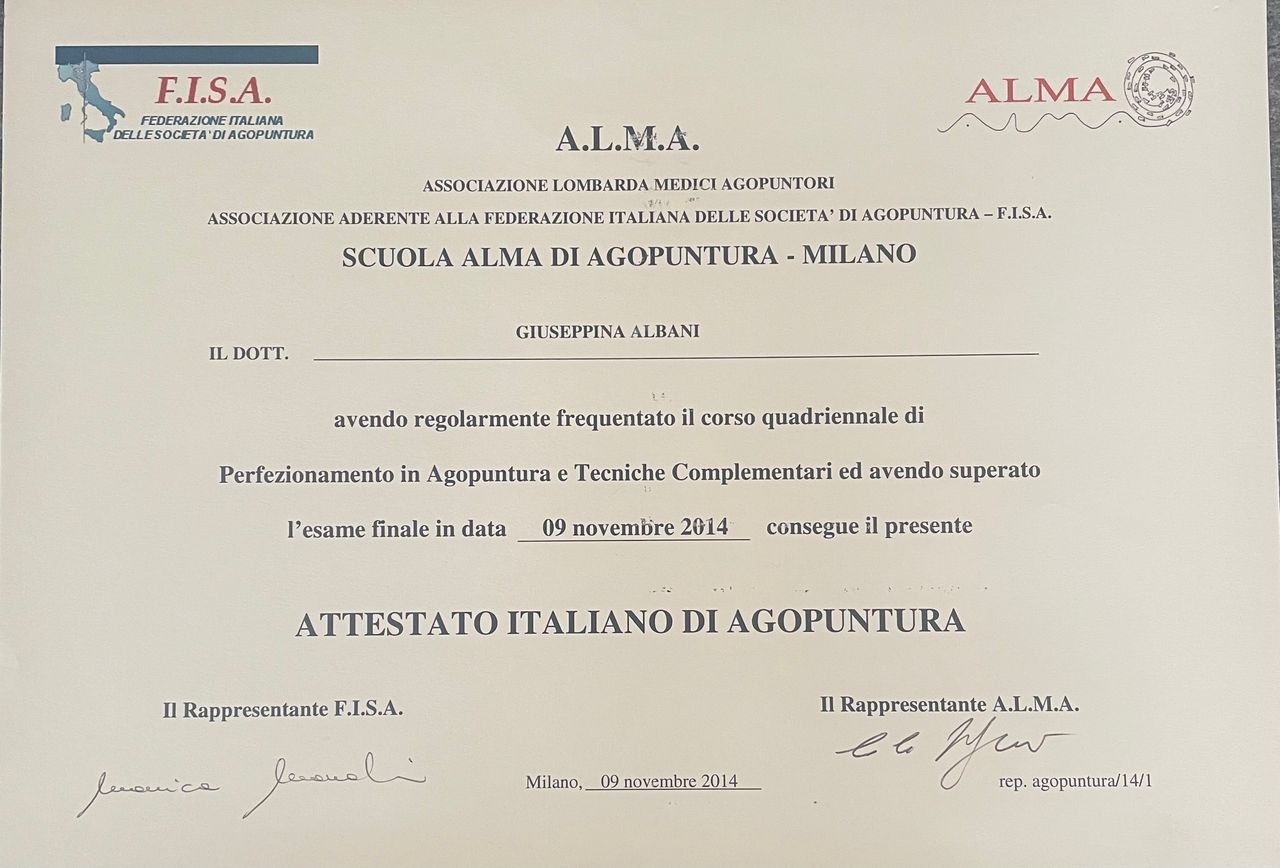 F.I.S.A.
FEDERAZIONE ITALIANA
DELLE SOCIETA' DI AGOPUNTURA
ALMA
A.L.M.A.
ASSOCIAZIONE LOMBARDA MEDICI AGOPUNTORI
ASSOCIAZIONE ADERENTE ALLA FEDERAZIONE ITALIANA DELLE SOCIETA' DI AGOPUNTURA – F.I.S.A.
SCUOLA ALMA DI AGOPUNTURA - MILANO
GIUSEPPINA ALBANI
IL DOTT.
avendo regolarmente frequentato il corso quadriennale di
Perfezionamento in Agopuntura e Tecniche Complementari ed avendo superato
l'esame finale in data 09 novembre 2014 consegue il presente
ATTESTATO ITALIANO DI AGOPUNTURA
Il Rappresentante F.I.S.A.
Il Rappresentante A.L.M.A.
Monica
Milano, 09 novembre 2014
rep. agopuntura/14/1